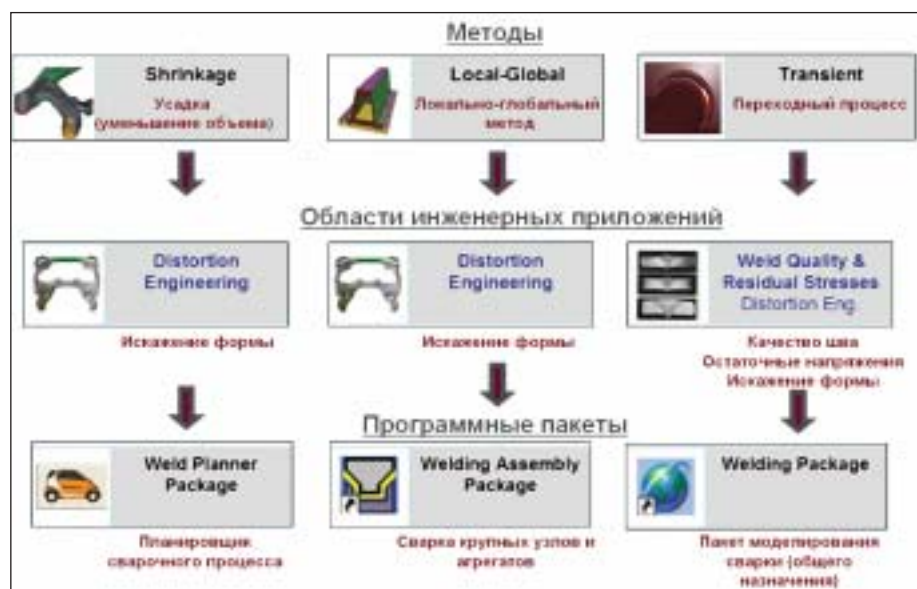 Методы
Shrinkage
Усадка
(уменьшение объема)
Local-Global
Локально-глобальный
метод
Transient
Переходный процесс
Области инженерных приложений
Distortion
Engineering
Искажение формы
Distortion
Engineering
Искажение формы
Weld Quality &
Residual Stresses
Distortion Eng.
Качество шва
Остаточные напряжения
Искажение формы
Программные пакеты
Weld Planner
Package
Планировщик
сварочного процесса
Welding Assembly
Package
Сварка крупных узлов и
агрегатов
Welding Package
Пакет моделирования
сварки (общего
назначения)